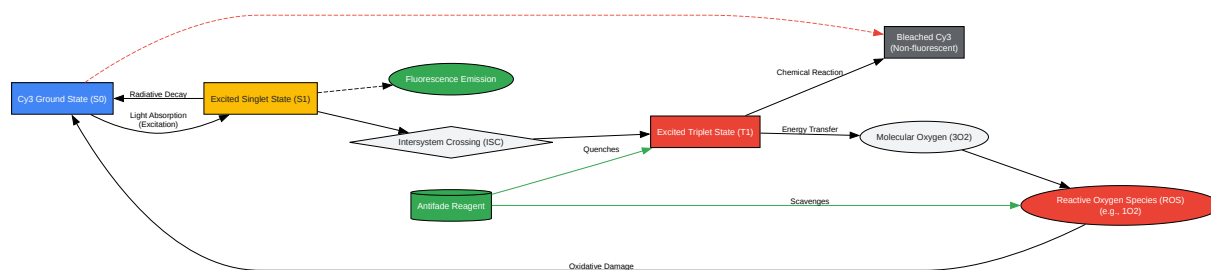 Bleached Cy3
(Non-fluorescent)
Chemical Reaction
Fluorescence Emission
Cy3 Ground State (S0)
Radiative Decay
Excited Singlet State (S1)
Light Absorption
(Excitation)
Intersystem Crossing (ISC)
Excited Triplet State (T1)
Energy Transfer
Molecular Oxygen (3O2)
Quenches
Antifade Reagent
Scavenges
Reactive Oxygen Species (ROS)
(e.g., 1O2)
Oxidative Damage